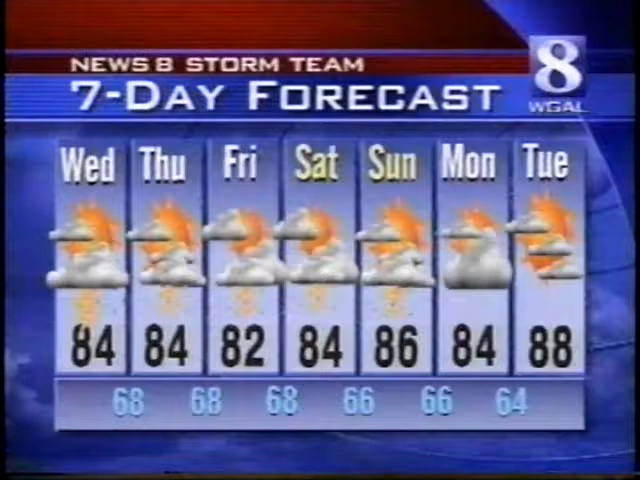 NEWS 8 STORM TEAM
7-DAY FORECAST
8
WGAL
Wed Thu Fri Sat Sun Mon Tue
84 84 82 84 86 84 88
68 68 68 66 66 64